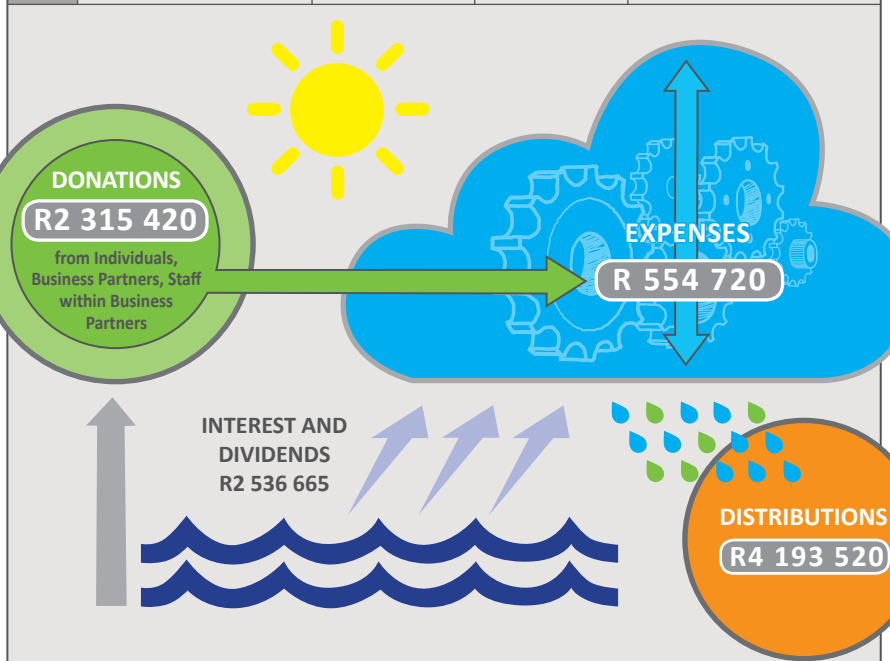 DONATIONS
R2 315 420
from Individuals,
Business Partners, Staff
within Business
Partners
EXPENSES
R 554 720
INTEREST AND
DIVIDENDS
R2 536 665
DISTRIBUTIONS
R4 193 520